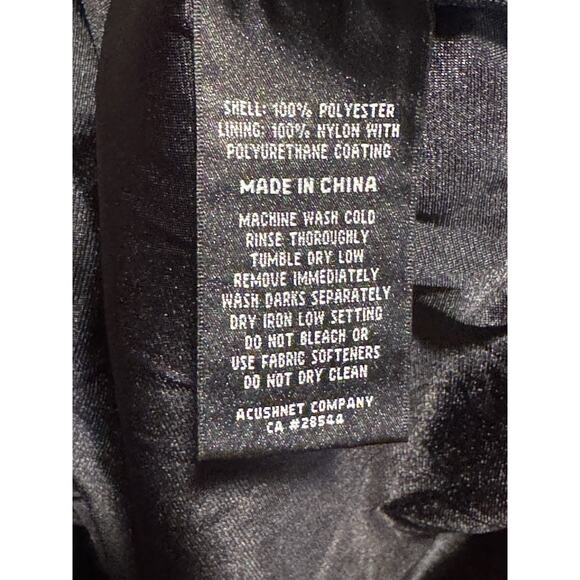 SHELL: 100% POLYESTER
LINING: 100% NYLON WITH
POLYURETHANE COATING
MADE IN CHINA
MACHINE WASH COLD
RINSE THOROUGHLY
TUMBLE DRY LOW
REMOVE IMMEDIATELY
WASH DARKS SEPARATELY
DRY IRON LOW SETTING
DO NOT BLEACH OR
USE FABRIC SOFTENERS
DO NOT DRY CLEAN
ACUSHNET COMPANY
CA #28544